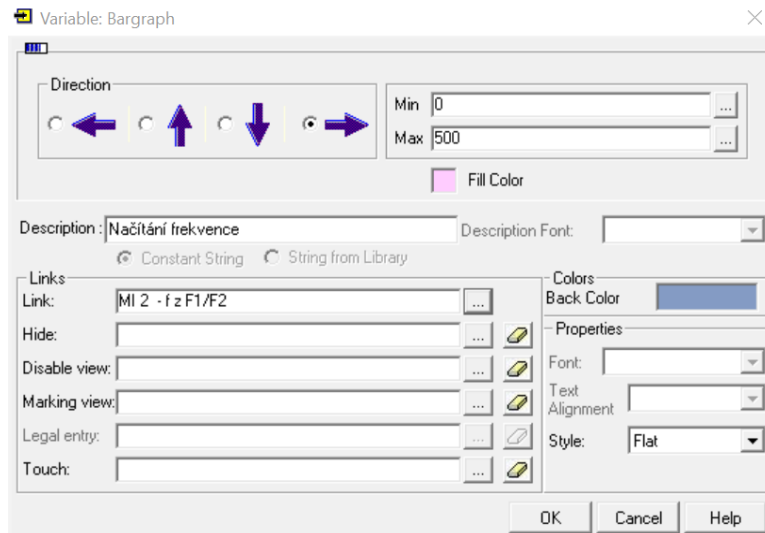 Variable: Bargraph
Direction
Min 0 ...
Max 500 ...
Fill Color
Description : Načítání frekvence Description Font:
Constant String String from Library
Links
Link: MI 2 - f z F1/F2 ...
Hide: ...
Disable view: ...
Marking view: ...
Legal entry: ...
Touch: ...
Colors
Back Color
Properties
Font:
Text
Alignment
Style: Flat
OK Cancel Help